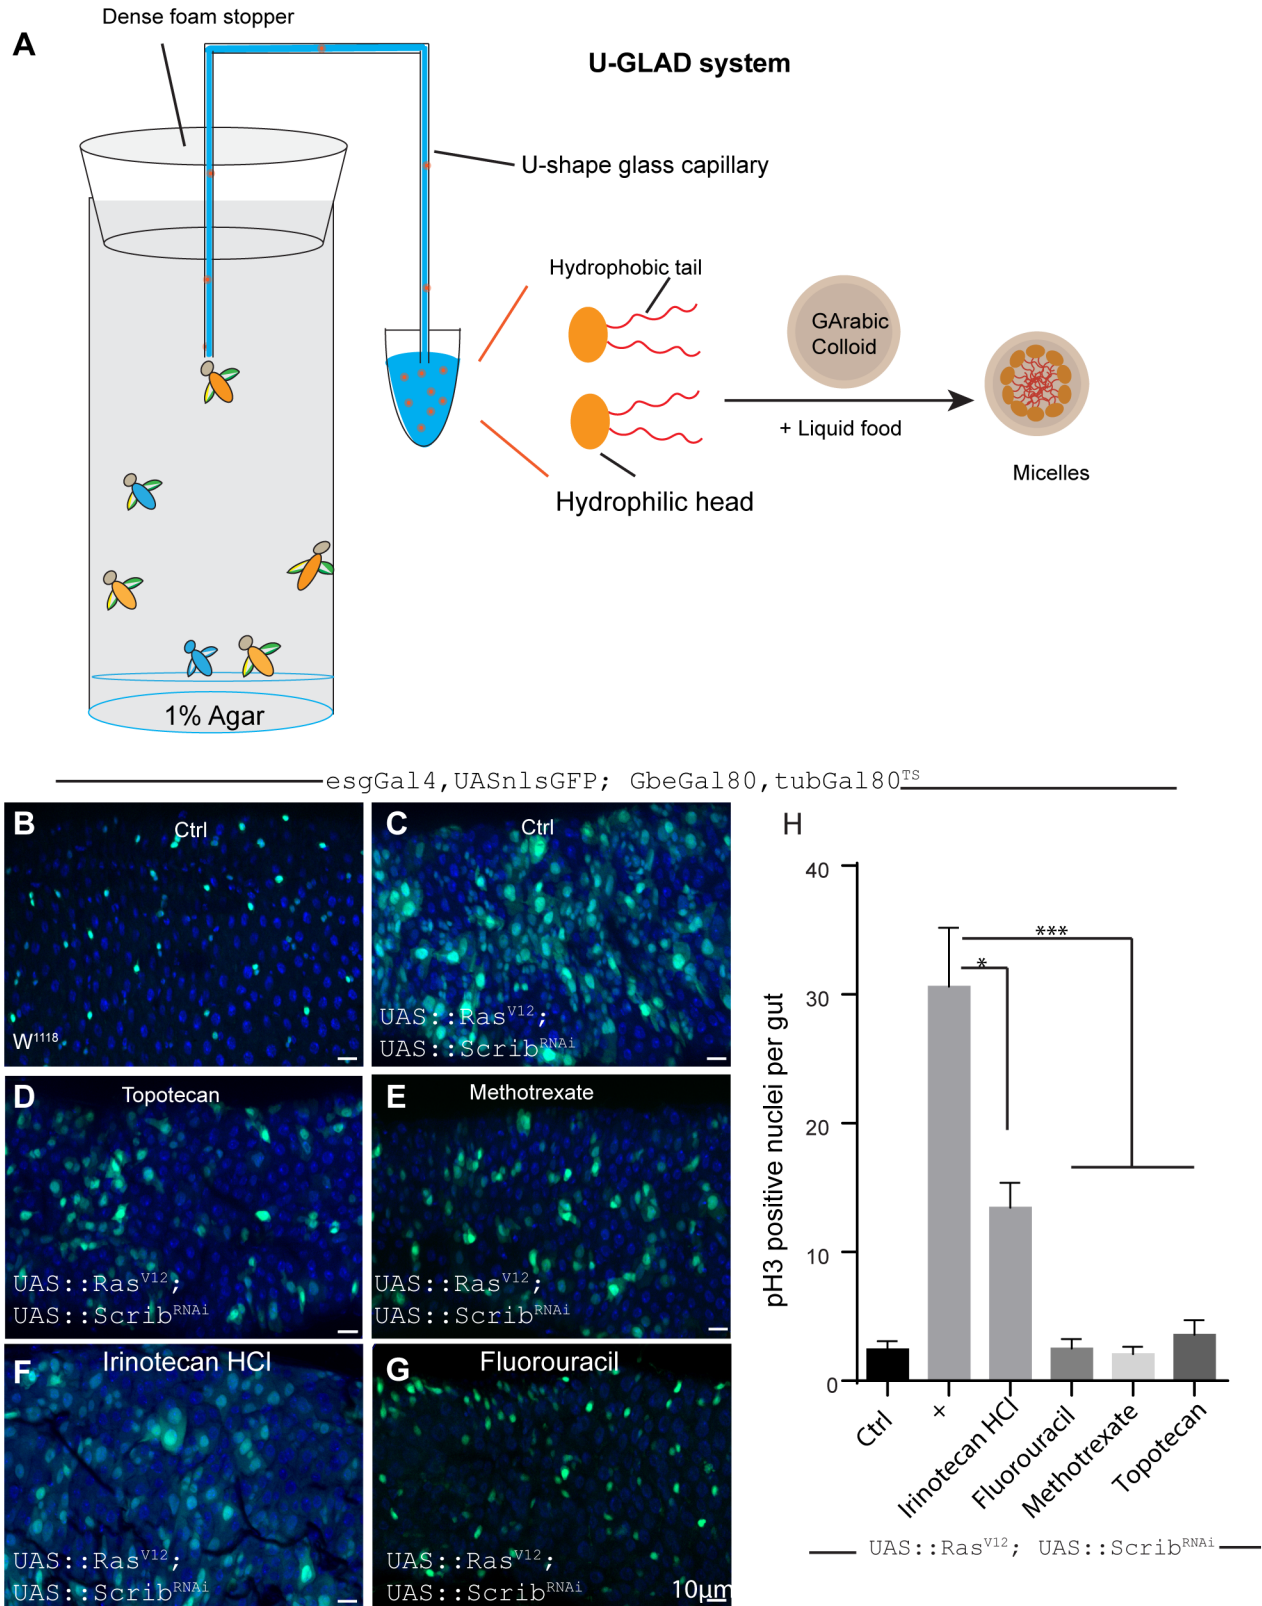 A
Dense foam stopper
U-GLAD system
U-shape glass capillary
Hydrophobic tail
GArabic
Colloid
+ Liquid food
Micelles
Hydrophilic head
1% Agar
esgGal4,UASnlsGFP; GbeGal80,tubGal80ᵀˢ
B
Ctrl
W¹¹¹⁸
C
Ctrl
UAS::Rasⱽ¹²;
UAS::Scribᴿᴺᴬⁱ
D
Topotecan
UAS::Rasⱽ¹²;
UAS::Scribᴿᴺᴬⁱ
E
Methotrexate
UAS::Rasⱽ¹²;
UAS::Scribᴿᴺᴬⁱ
F
Irinotecan HCl
UAS::Rasⱽ¹²;
UAS::Scribᴿᴺᴬⁱ
G
Fluorouracil
UAS::Rasⱽ¹²;
UAS::Scribᴿᴺᴬⁱ
10µm
H
pH3 positive nuclei per gut
40
30
20
10
0
***
*
Ctrl
+
Irinotecan HCl
Fluorouracil
Methotrexate
Topotecan
UAS::Rasⱽ¹²; UAS::Scribᴿᴺᴬⁱ